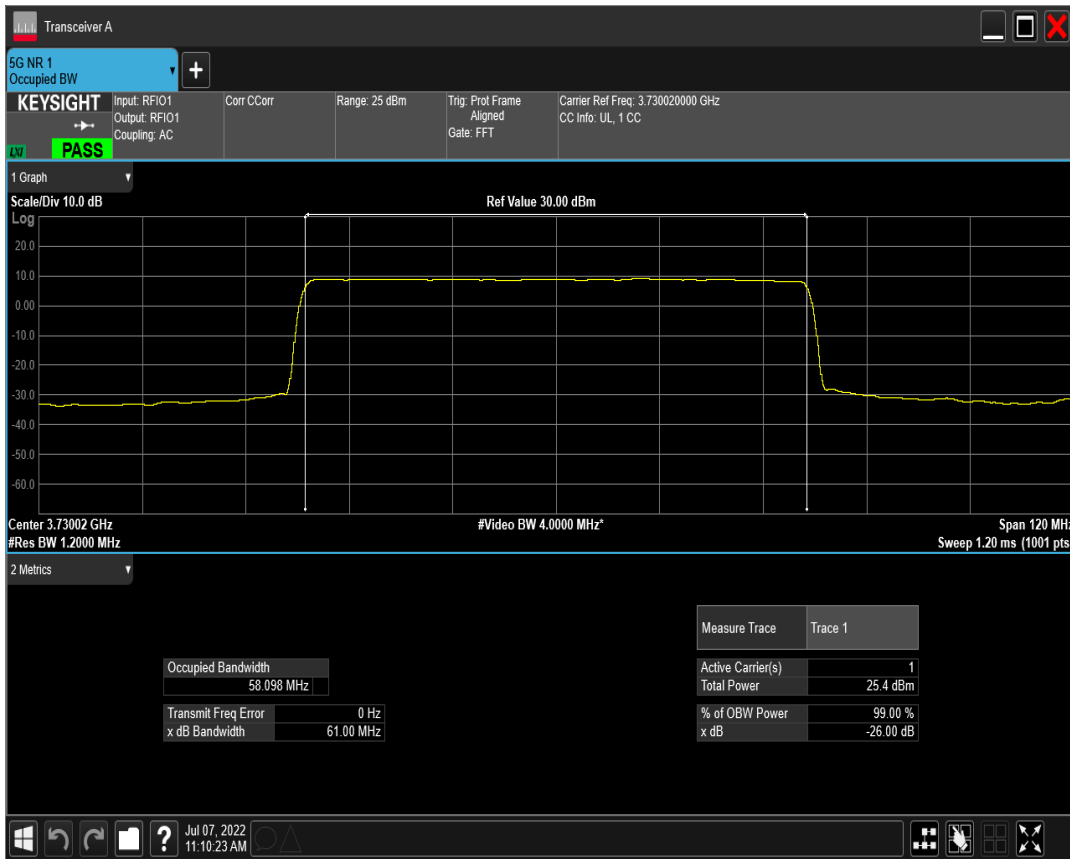 Transceiver A
5G NR 1
Occupied BW
KEYSIGHT
LXI
PASS
Input: RFIO1
Output: RFIO1
Coupling: AC
Corr CCorr
Range: 25 dBm
Trig: Prot Frame
Aligned
Gate: FFT
Carrier Ref Freq: 3.730020000 GHz
CC Info: UL, 1 CC
1 Graph
Scale/Div 10.0 dB
Ref Value 30.00 dBm
Log
20.0
10.0
0.00
-10.0
-20.0
-30.0
-40.0
-50.0
-60.0
Center 3.73002 GHz
#Video BW 4.0000 MHz*
Span 120 MHz
#Res BW 1.2000 MHz
Sweep 1.20 ms (1001 pts
2 Metrics
Occupied Bandwidth
58.098 MHz
Transmit Freq Error 0 Hz
x dB Bandwidth 61.00 MHz
Measure Trace Trace 1
Active Carrier(s) 1
Total Power 25.4 dBm
% of OBW Power 99.00 %
x dB -26.00 dB
?
Jul 07, 2022
11:10:23 AM